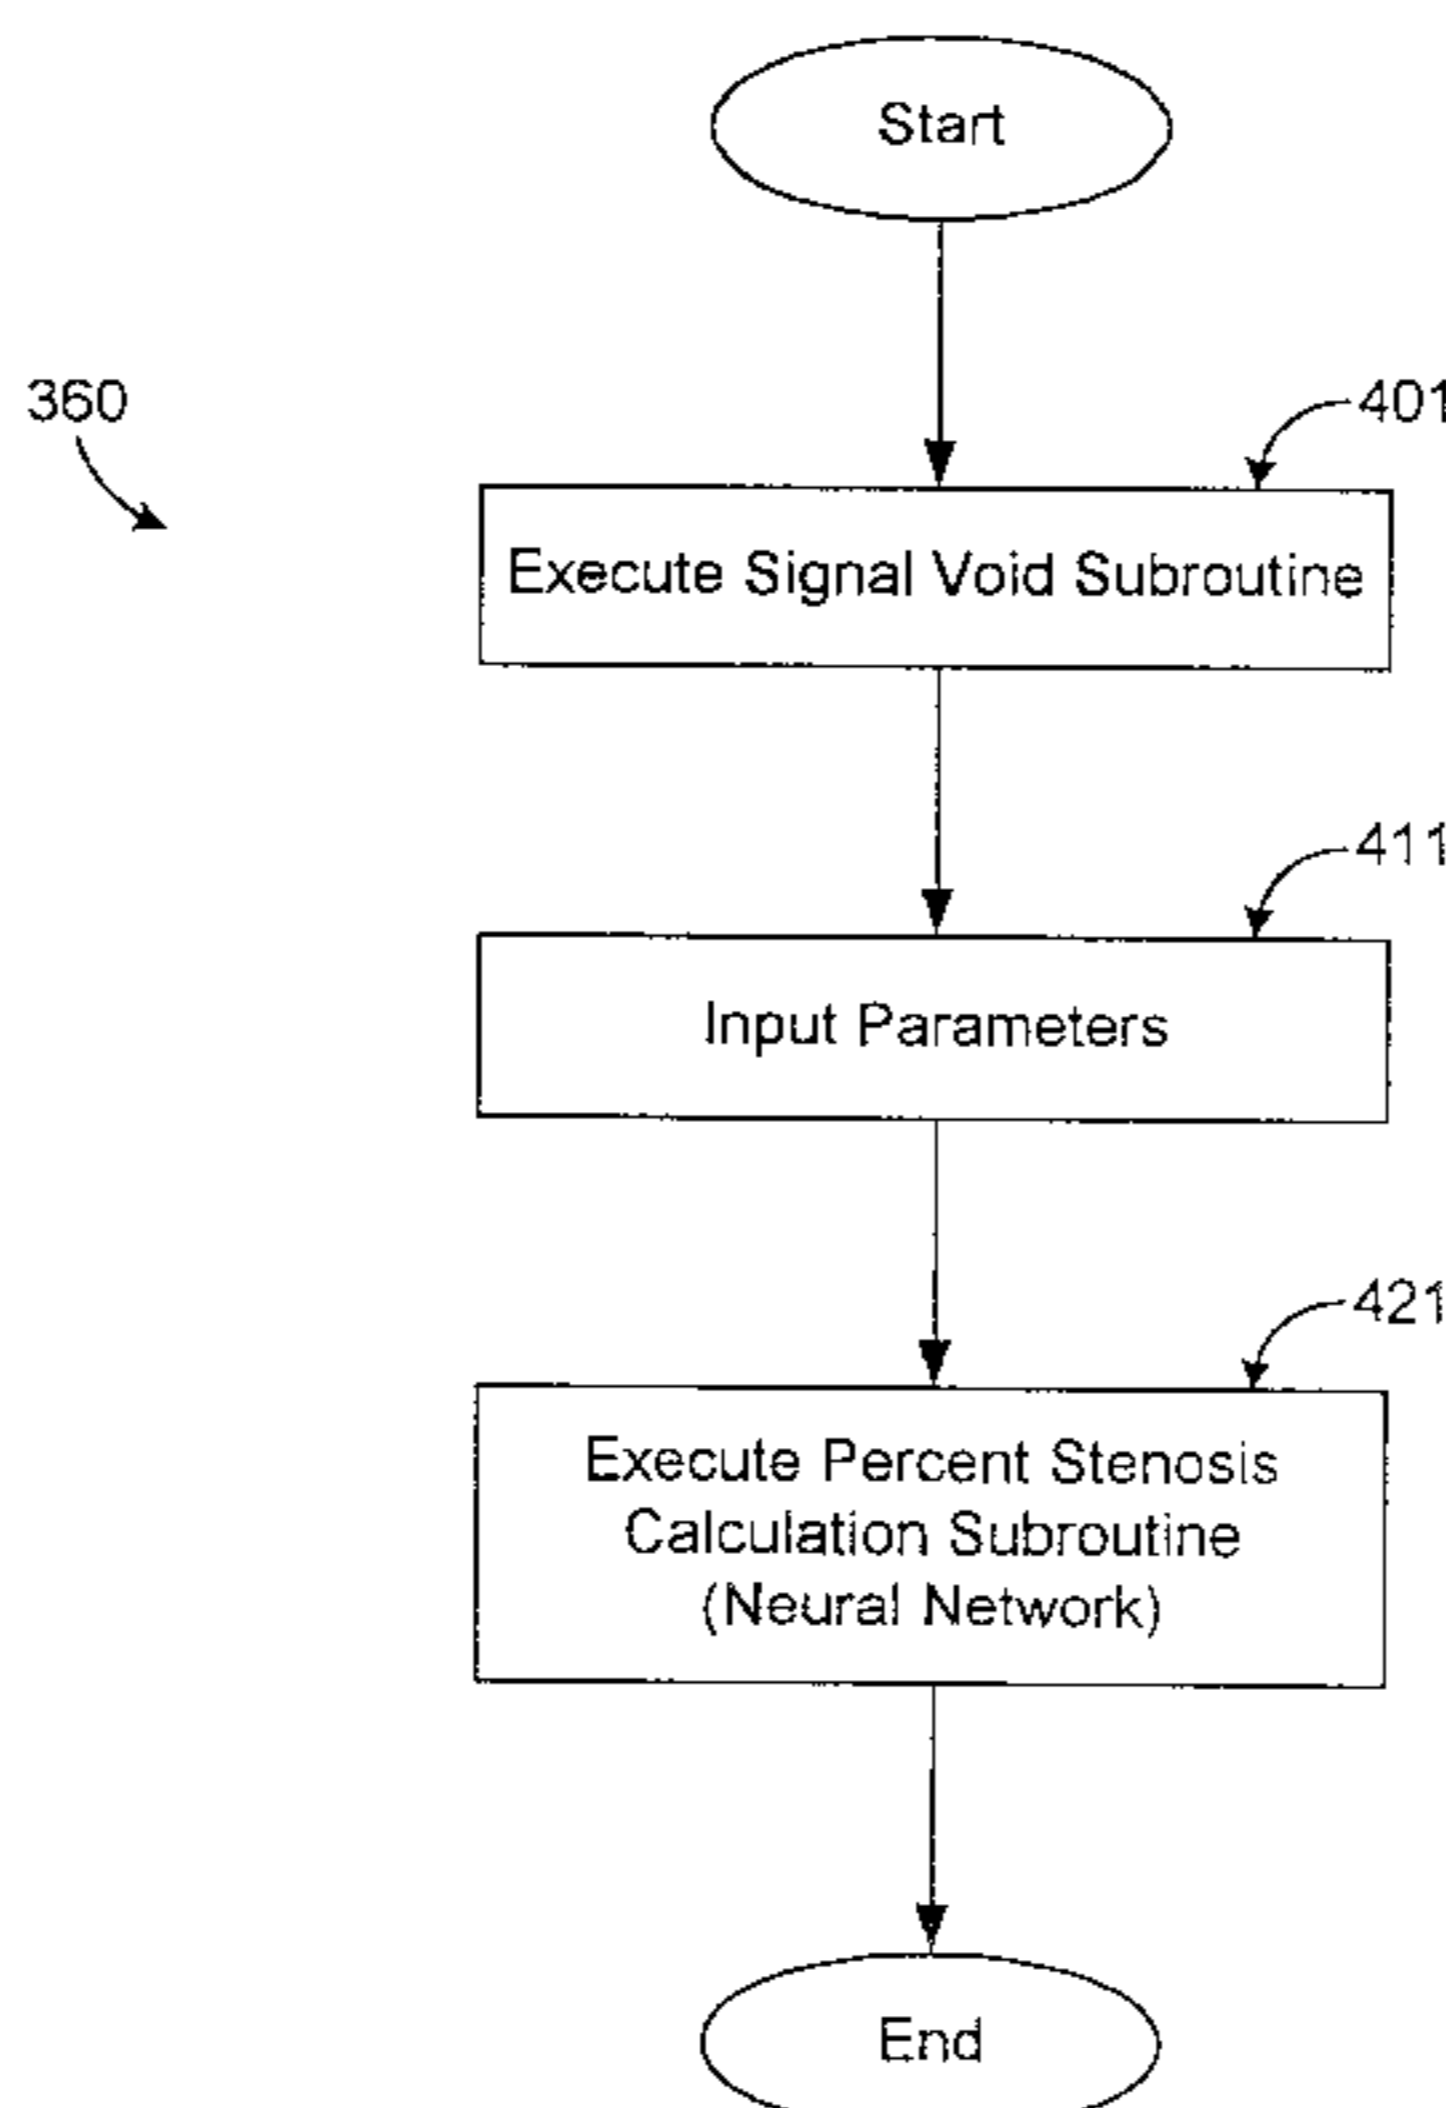 Start
360
401
Execute Signal Void Subroutine
411
Input Parameters
421
Execute Percent Stenosis
Calculation Subroutine
(Neural Network)
End